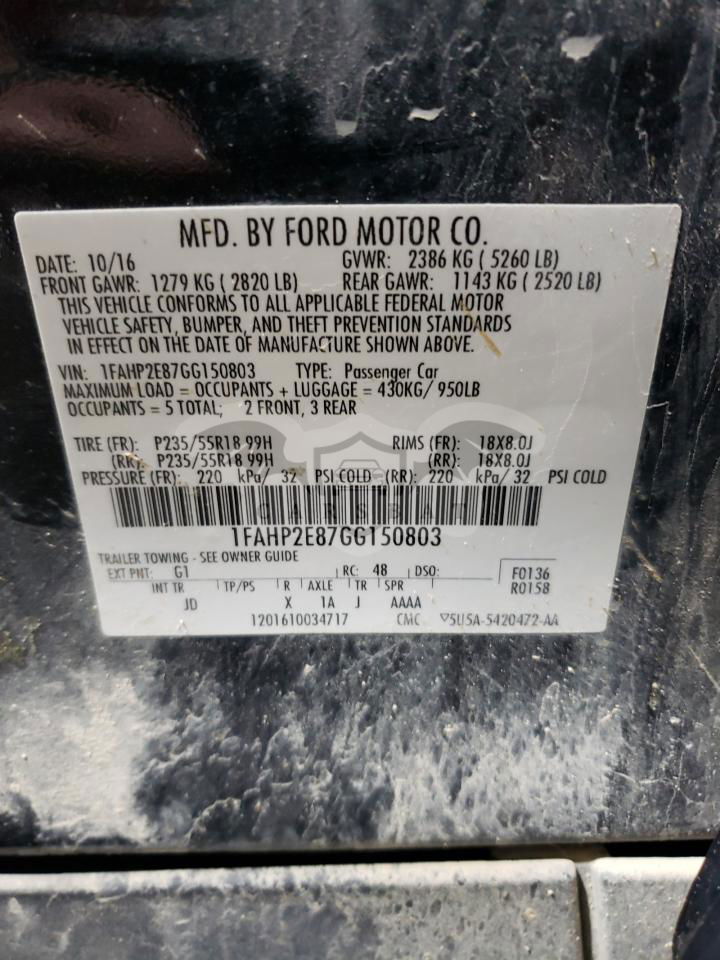 MFD. BY FORD MOTOR CO.
DATE: 10/16 GVWR: 2386 KG ( 5260 LB)
FRONT GAWR: 1279 KG ( 2820 LB) REAR GAWR: 1143 KG ( 2520 LB)
THIS VEHICLE CONFORMS TO ALL APPLICABLE FEDERAL MOTOR
VEHICLE SAFETY, BUMPER, AND THEFT PREVENTION STANDARDS
IN EFFECT ON THE DATE OF MANUFACTURE SHOWN ABOVE.
VIN: 1FAHP2E87GG150803 TYPE: Passenger Car
MAXIMUM LOAD = OCCUPANTS + LUGGAGE = 430KG/ 950LB
OCCUPANTS = 5 TOTAL; 2 FRONT, 3 REAR
TIRE (FR): P235/55R18 99H RIMS (FR): 18X8.0J
(RR): P235/55R18 99H (RR): 18X8.0J
PRESSURE (FR): 220 kPa/ 32 PSI COLD (RR): 220 kPa/ 32 PSI COLD
CARSBAT
1FAHP2E87GG150803
TRAILER TOWING - SEE OWNER GUIDE
EXT PNT: G1 RC: 48 DSO: F0136
INT TR TP/PS R AXLE TR SPR R0158
JD X 1A J AAAA
1201610034717 CMC ▽5U5A-5420472-AA